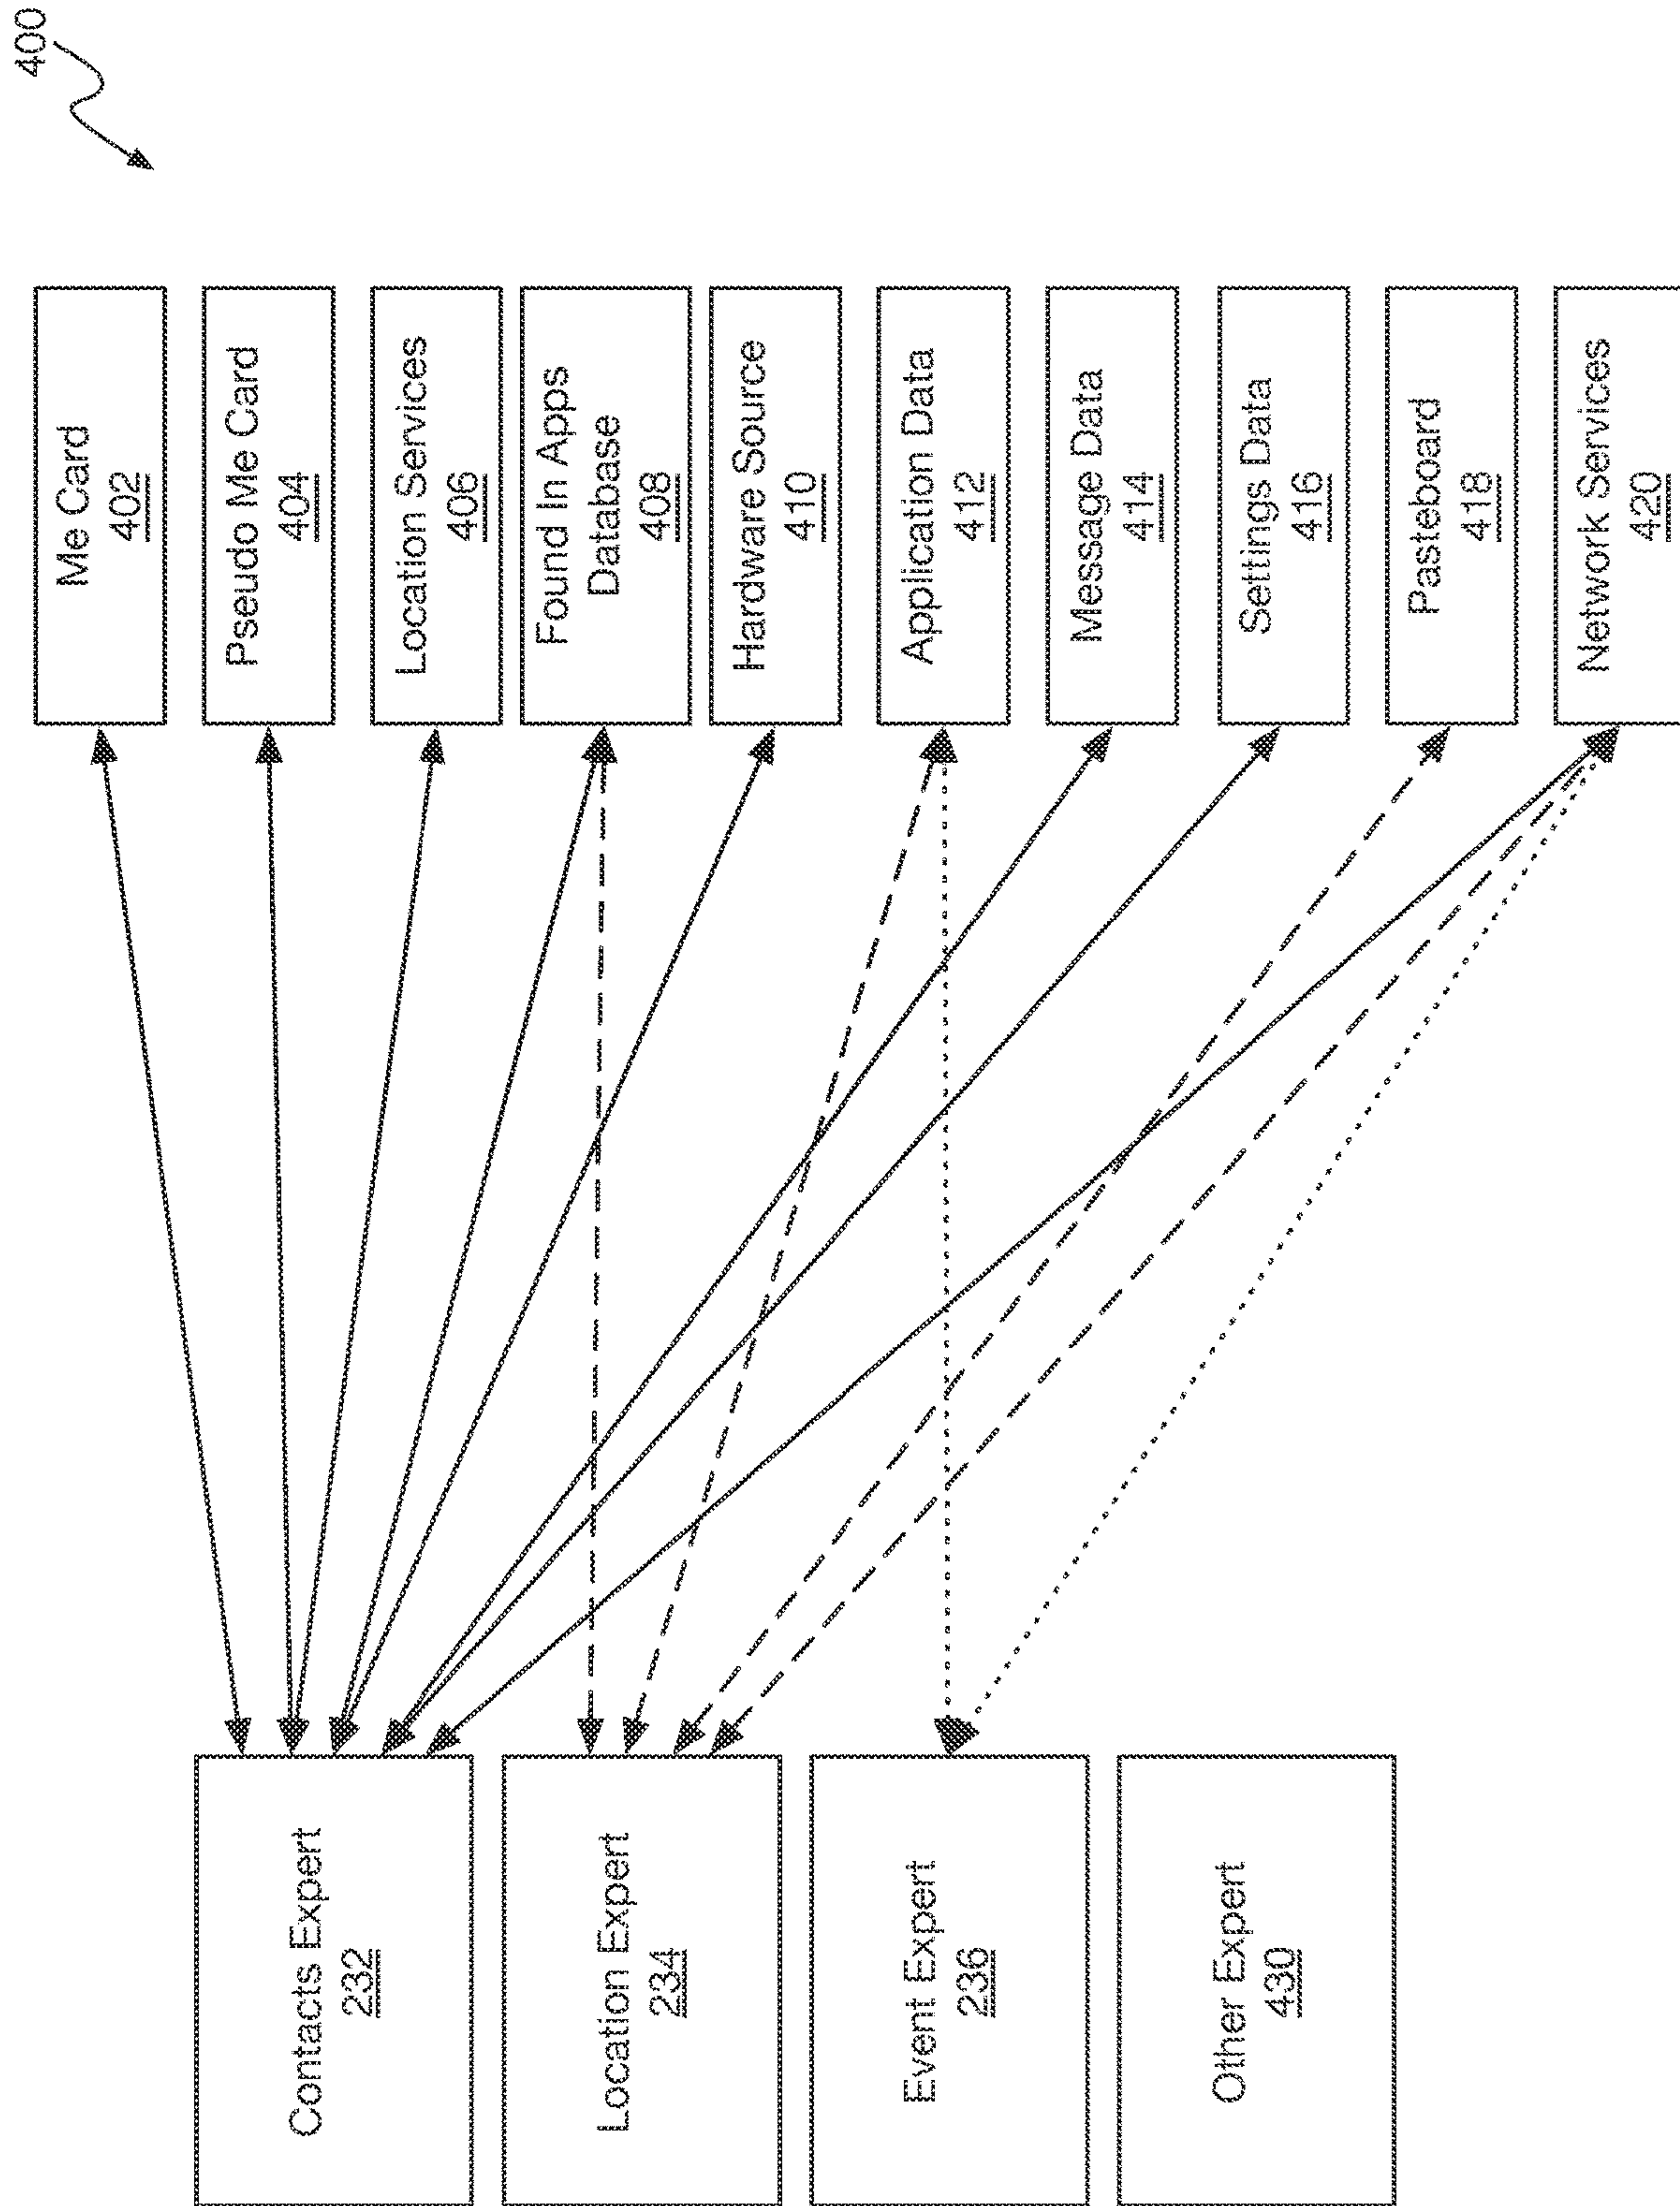 400
Contacts Expert
232
Location Expert
234
Event Expert
236
Other Expert
430
Me Card
402
Pseudo Me Card
404
Location Services
406
Found In Apps
Database
408
Hardware Source
410
Application Data
412
Message Data
414
Settings Data
416
Pasteboard
418
Network Services
420